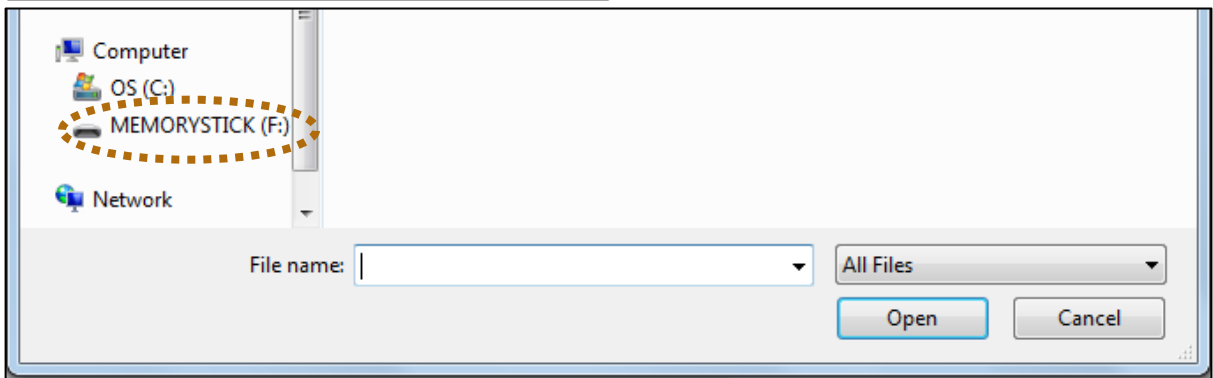 Computer
OS (C:)
MEMORYSTICK (F:)
Network
File name:
All Files
Open
Cancel